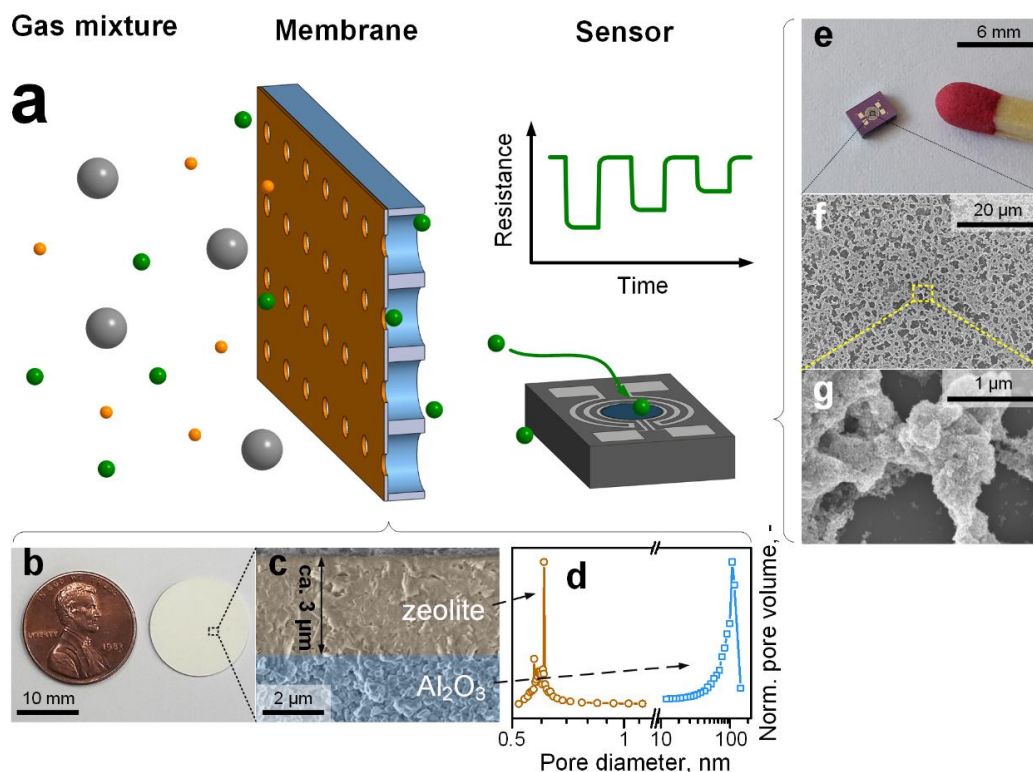 Gas mixture
Membrane
Sensor
a
Resistance
Time
e
6 mm
f
20 µm
g
1 µm
b
10 mm
c
ca. 3 µm
zeolite
Al₂O₃
2 µm
d
Norm. pore volume, -
0.5
1
10
100
Pore diameter, nm
LIBERTY